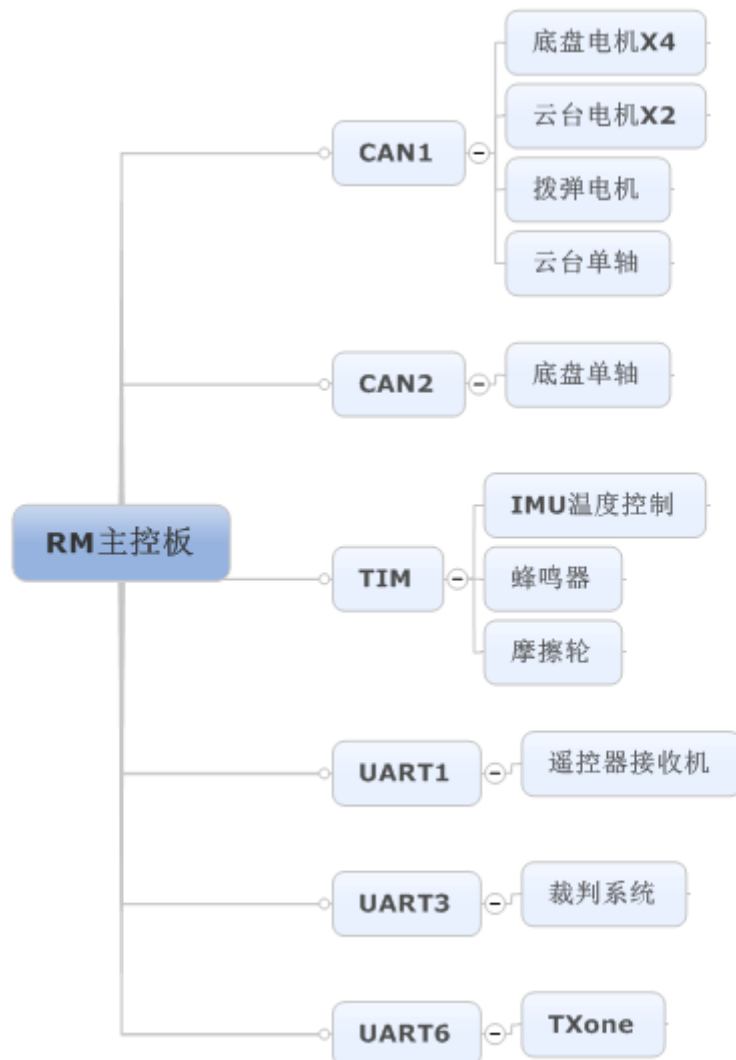 RM主控板
CAN1
底盘电机X4
云台电机X2
拨弹电机
云台单轴
CAN2
底盘单轴
TIM
IMU温度控制
蜂鸣器
摩擦轮
UART1
遥控器接收机
UART3
裁判系统
UART6
TXone